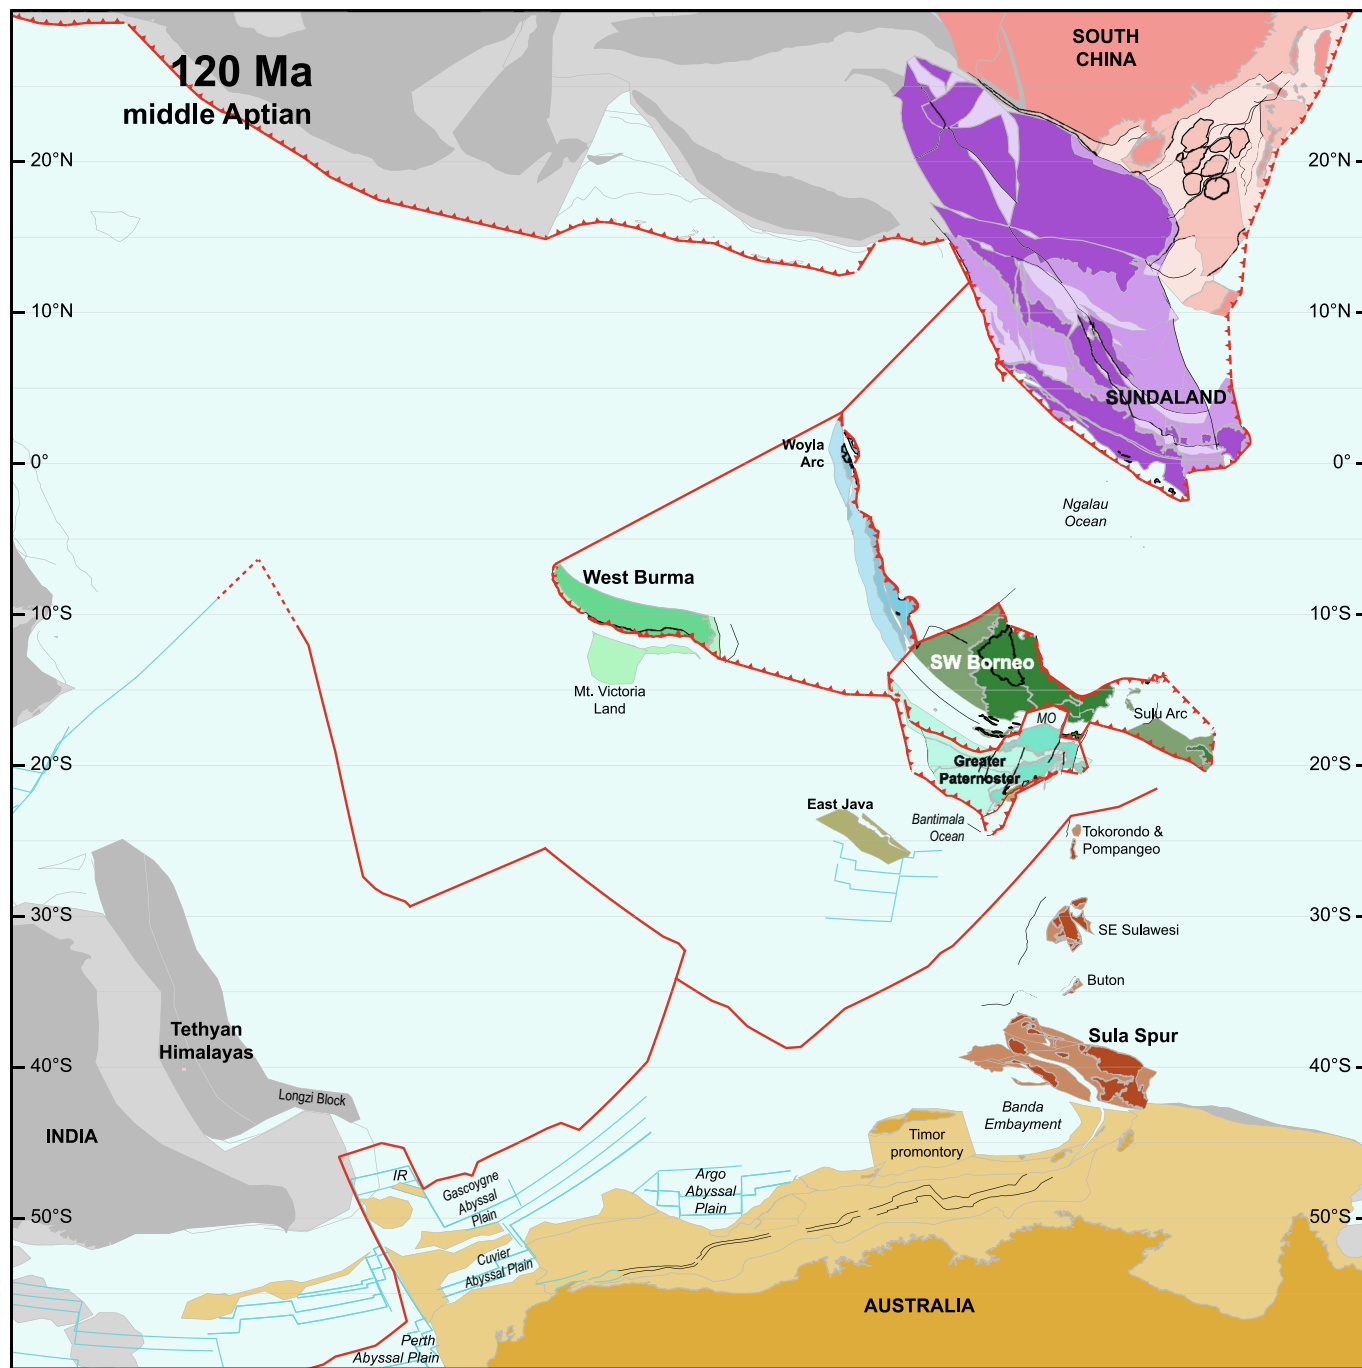 SOUTH
CHINA
120 Ma
middle Aptian
20°N
20°N
10°N
10°N
SUNDALAND
Woyla
Arc
0°
0°
Ngalau
Ocean
West Burma
10°S
10°S
SW Borneo
Mt. Victoria
Land
MO
Sulu Arc
20°S
20°S
Greater
Paternoster
East Java
Bantimala
Ocean
Tokorondo &
Pompangeo
30°S
30°S
SE Sulawesi
Buton
Tethyan
Himalayas
Sula Spur
40°S
40°S
Longzi Block
Banda
Embayment
INDIA
Timor
promontory
IR
Gascoygne
Abyssal
Plain
Argo
Abyssal
Plain
50°S
50°S
Cuvier
Abyssal Plain
AUSTRALIA
Perth
Abyssal Plain